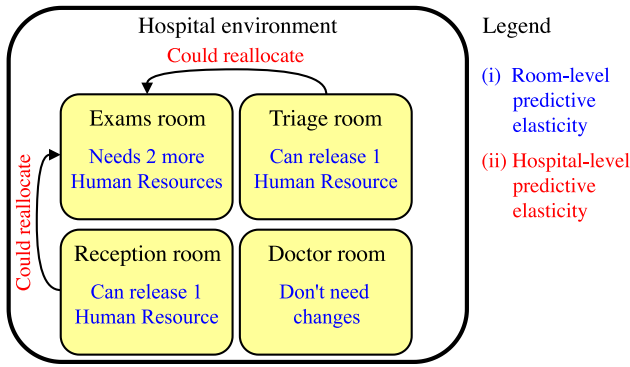 Hospital environment
Could reallocate
Exams room
Needs 2 more
Human Resources
Triage room
Can release 1
Human Resource
Could reallocate
Reception room
Can release 1
Human Resource
Doctor room
Don't need
changes
Legend
(i) Room-level
predictive
elasticity
(ii) Hospital-level
predictive
elasticity